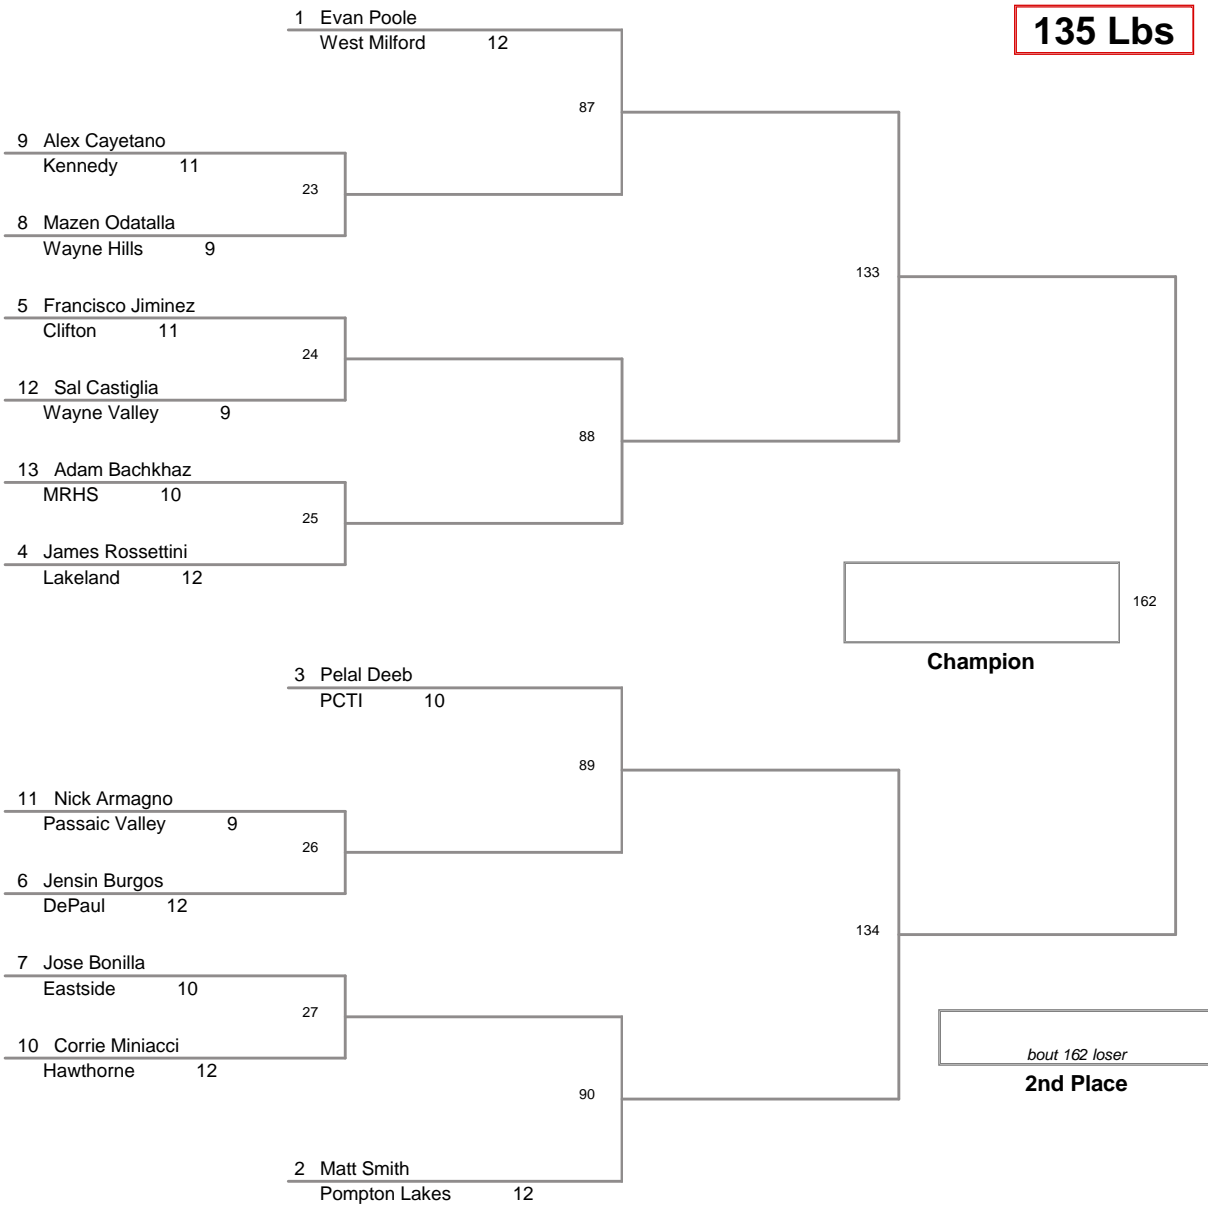 1 Evan Poole
West Milford 12
135 Lbs
87
9 Alex Cayetano
Kennedy 11
23
8 Mazen Odatalla
Wayne Hills 9
133
5 Francisco Jiminez
Clifton 11
24
12 Sal Castiglia
Wayne Valley 9
88
13 Adam Bachkhaz
MRHS 10
25
4 James Rossettini
Lakeland 12
162
Champion
3 Pelal Deeb
PCTI 10
89
11 Nick Armagno
Passaic Valley 9
26
6 Jensin Burgos
DePaul 12
134
7 Jose Bonilla
Eastside 10
27
10 Corrie Miniacci
Hawthorne 12
bout 162 loser
2nd Place
90
2 Matt Smith
Pompton Lakes 12